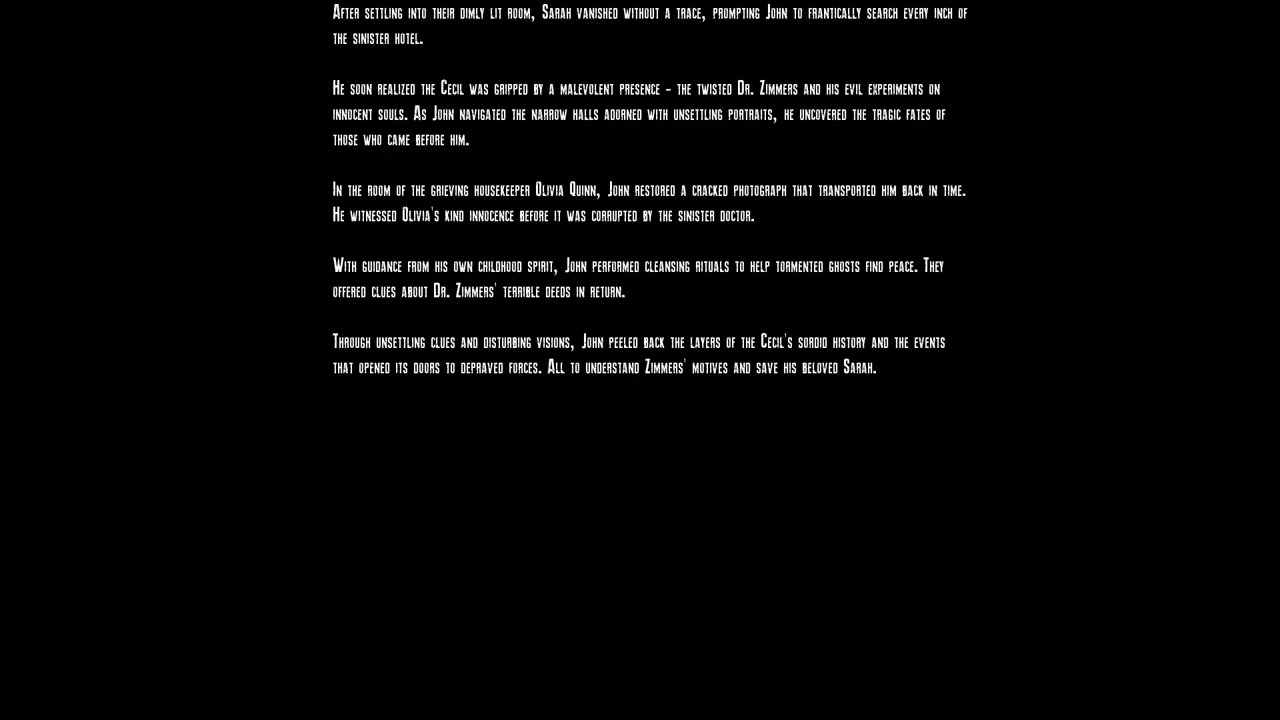 After settling into their dimly lit room, Sarah vanished without a trace, prompting John to frantically search every inch of
the sinister hotel.
He soon realized the Cecil was gripped by a malevolent presence - the twisted Dr. Zimmers and his evil experiments on
innocent souls. As John navigated the narrow halls adorned with unsettling portraits, he uncovered the tragic fates of
those who came before him.
In the room of the grieving housekeeper Olivia Quinn, John restored a cracked photograph that transported him back in time.
He witnessed Olivia's kind innocence before it was corrupted by the sinister doctor.
With guidance from his own childhood spirit, John performed cleansing rituals to help tormented ghosts find peace. They
offered clues about Dr. Zimmers' terrible deeds in return.
Through unsettling clues and disturbing visions, John peeled back the layers of the Cecil's sordid history and the events
that opened its doors to depraved forces. All to understand Zimmers' motives and save his beloved Sarah.